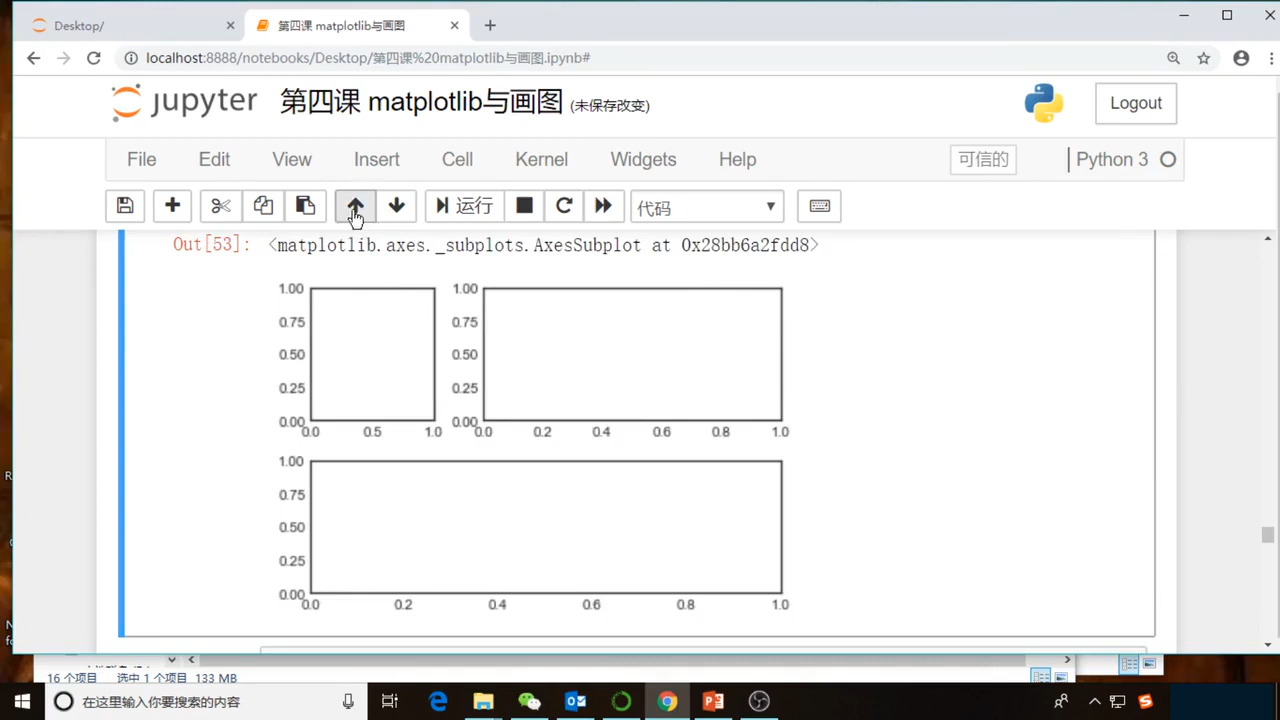 Desktop/
第四课 matplotlib与画图
localhost:8888/notebooks/Desktop/第四课%20matplotlib与画图.ipynb#
jupyter 第四课 matplotlib与画图 (未保存改变)
Logout
File Edit View Insert Cell Kernel Widgets Help
可信的
Python 3
运行
代码
Out[53]: <matplotlib.axes._subplots.AxesSubplot at 0x28bb6a2fdd8>
1.00 1.00
0.75 0.75
0.50 0.50
0.25 0.25
0.00 0.00
0.0 0.5 1.0 0.0 0.2 0.4 0.6 0.8 1.0
1.00
0.75
0.50
0.25
0.00
0.0 0.2 0.4 0.6 0.8 1.0
16 个项目 选中 1 个项目 133 MB
在这里输入你要搜索的内容